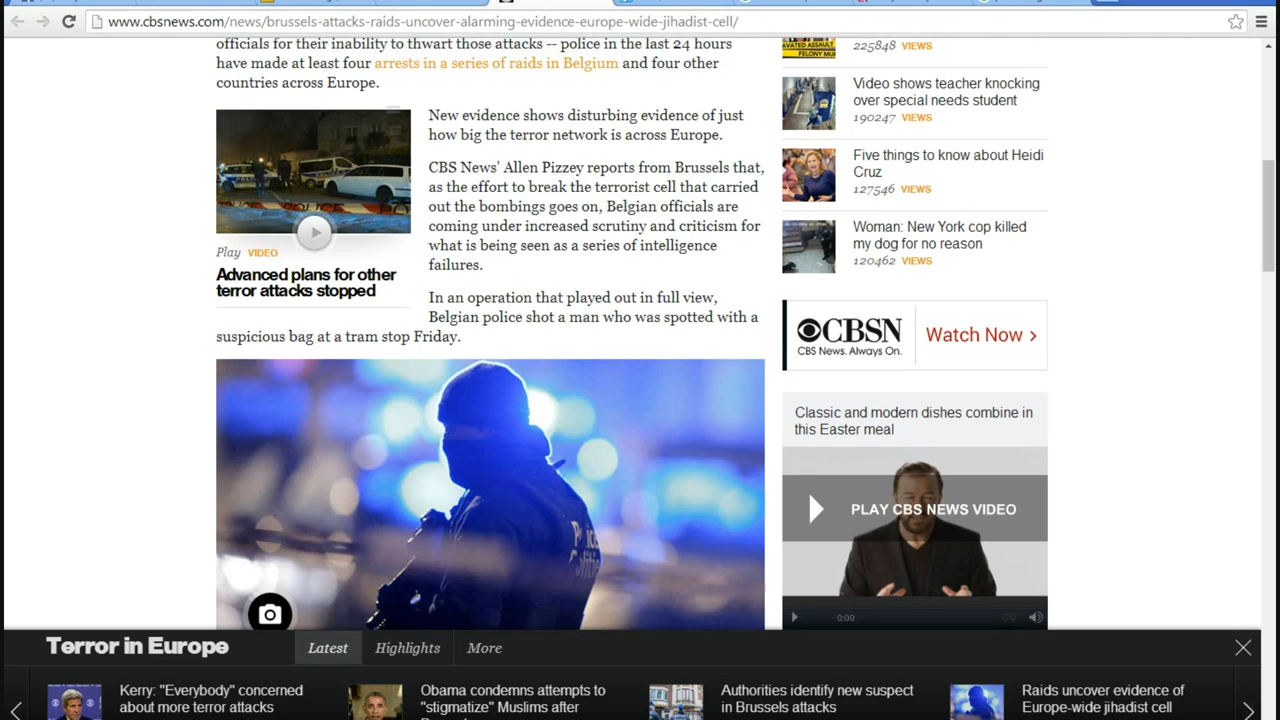 www.cbsnews.com/news/brussels-attacks-raids-uncover-alarming-evidence-europe-wide-jihadist-cell/
officials for their inability to thwart those attacks -- police in the last 24 hours
have made at least four arrests in a series of raids in Belgium and four other
countries across Europe.
New evidence shows disturbing evidence of just
how big the terror network is across Europe.
CBS News' Allen Pizzey reports from Brussels that,
as the effort to break the terrorist cell that carried
out the bombings goes on, Belgian officials are
coming under increased scrutiny and criticism for
what is being seen as a series of intelligence
failures.
Play VIDEO
Advanced plans for other
terror attacks stopped
In an operation that played out in full view,
Belgian police shot a man who was spotted with a
suspicious bag at a tram stop Friday.
225848 VIEWS
Video shows teacher knocking
over special needs student
190247 VIEWS
Five things to know about Heidi
Cruz
127546 VIEWS
Woman: New York cop killed
my dog for no reason
120462 VIEWS
CBSN
CBS News. Always On.
Watch Now >
Classic and modern dishes combine in
this Easter meal
PLAY CBS NEWS VIDEO
0:00
Terror in Europe
Latest
Highlights
More
Kerry: "Everybody" concerned
about more terror attacks
Obama condemns attempts to
"stigmatize" Muslims after
Authorities identify new suspect
in Brussels attacks
Raids uncover evidence of
Europe-wide jihadist cell